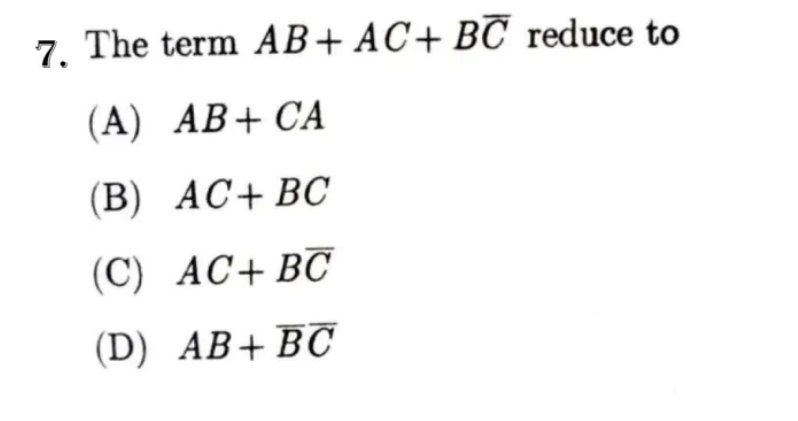 7. The term AB + AC + BC̅ reduce to
(A) AB + CA
(B) AC + BC
(C) AC + BC̅
(D) AB + B̅C̅